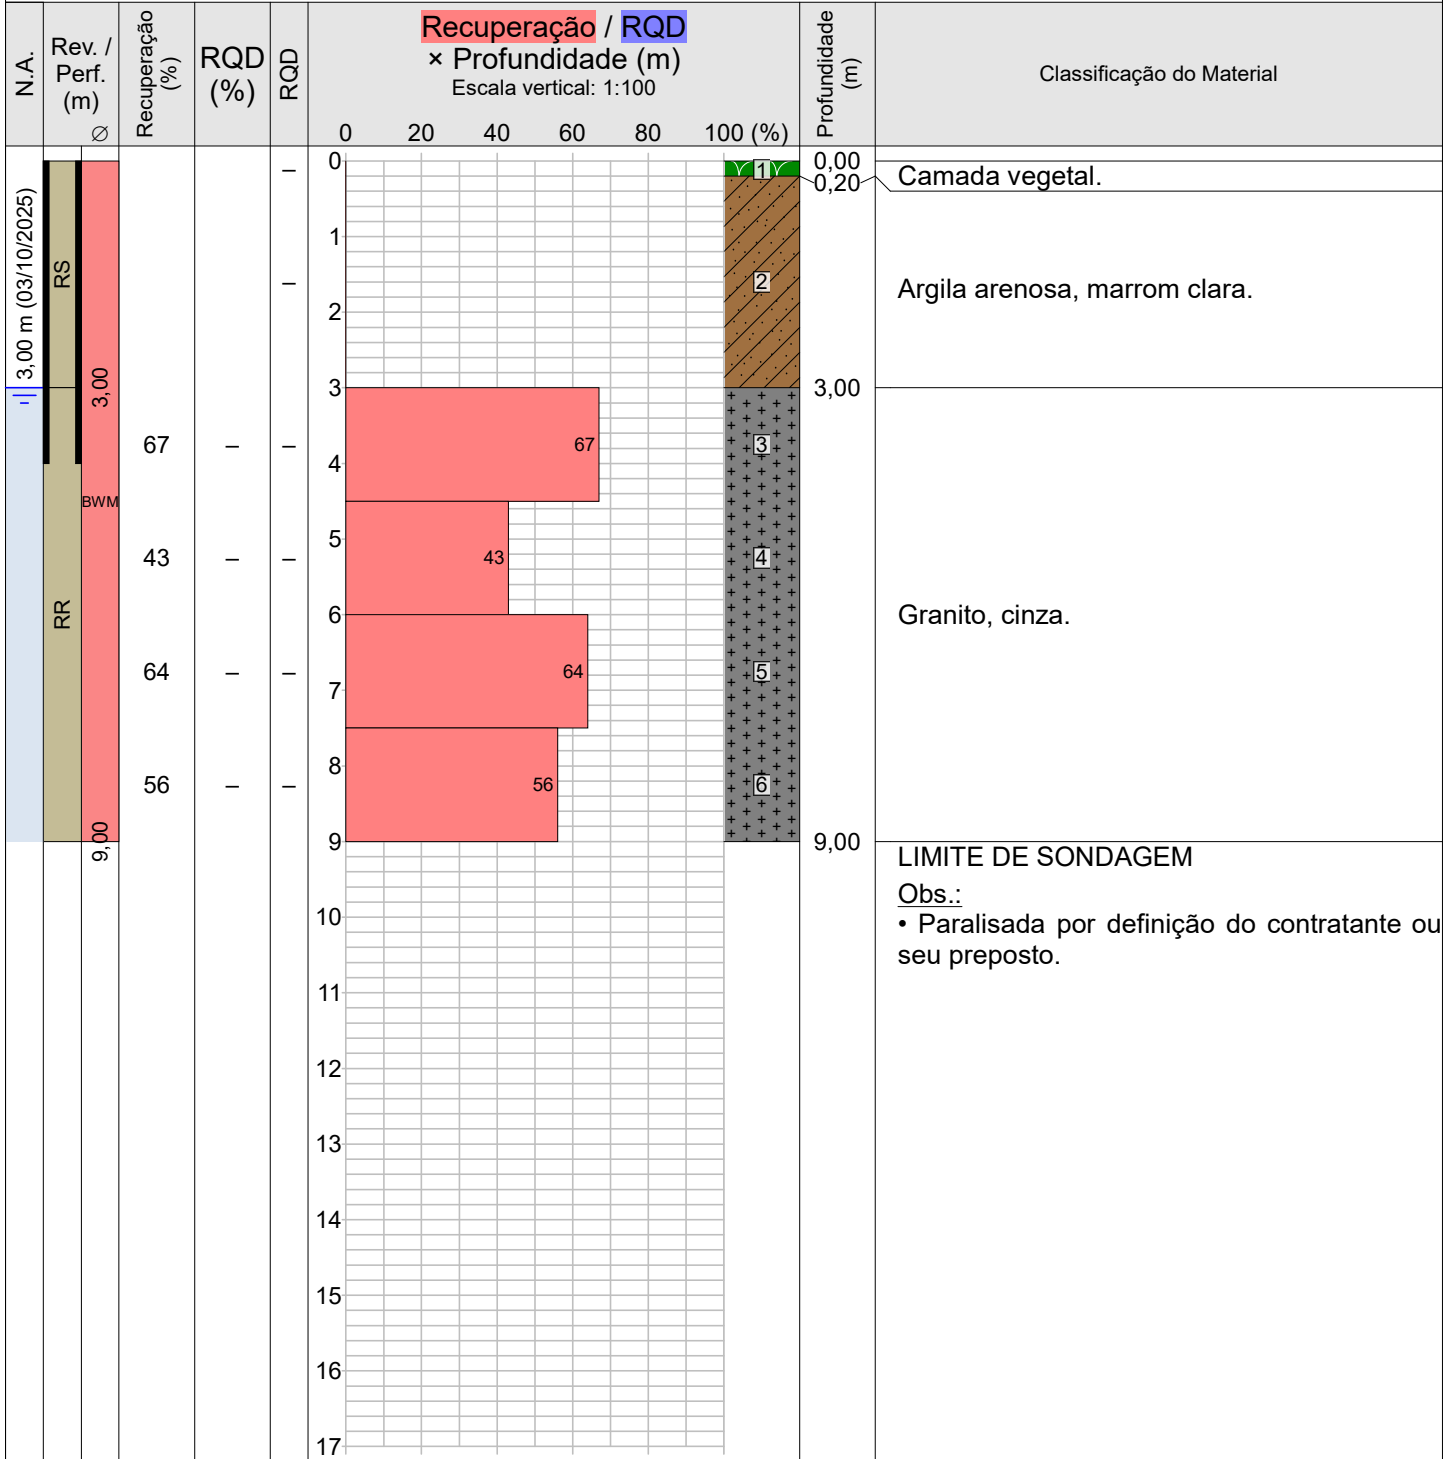 N.A.
Rev. /
Perf.
(m)
∅
Recuperação
(%)
RQD
(%)
RQD
Recuperação / RQD
× Profundidade (m)
Escala vertical: 1:100
0 20 40 60 80 100 (%)
Profundidade
(m)
Classificação do Material
3,00 m (03/10/2025)
RS
RR
3,00
BWM
9,00
67 – –
43 – –
64 – –
56 – –
–
–
0
1
2
3
4
5
6
7
8
9
10
11
12
13
14
15
16
17
67
43
64
56
1
2
3
4
5
6
0,00
0,20
3,00
9,00
Camada vegetal.
Argila arenosa, marrom clara.
Granito, cinza.
LIMITE DE SONDAGEM
Obs.:
• Paralisada por definição do contratante ou
seu preposto.